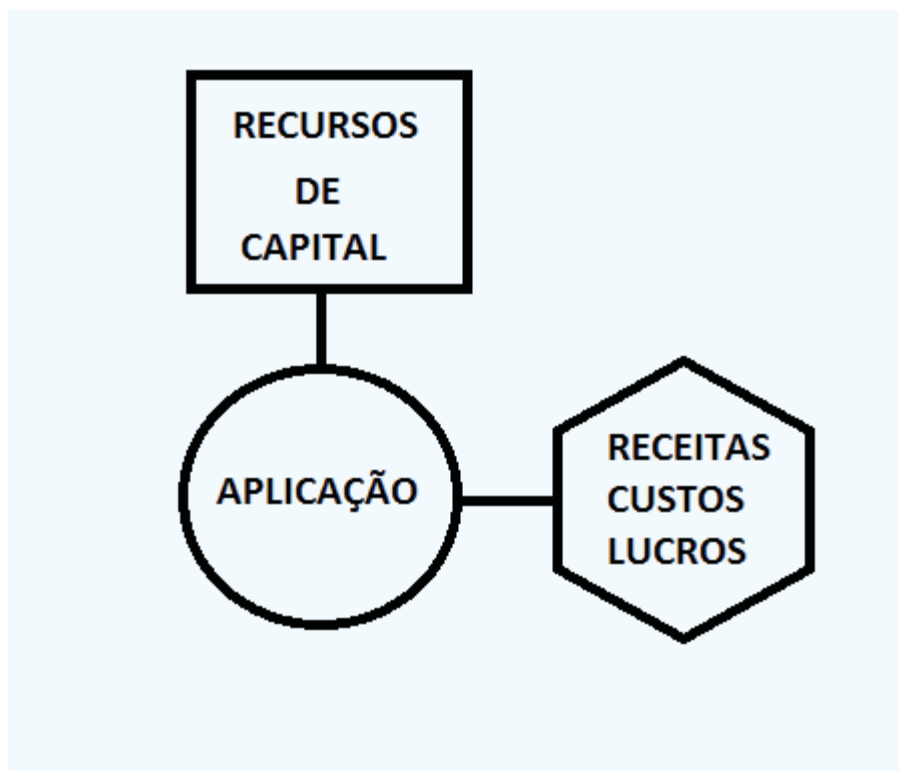 RECURSOS
DE
CAPITAL
APLICAÇÃO
RECEITAS
CUSTOS
LUCROS